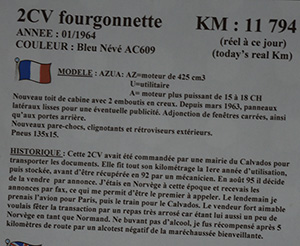 2CV fourgonnette
KM : 11 794
ANNEE : 01/1964
(réel à ce jour)
COULEUR : Bleu Névé AC609
(today's real Km)
MODELE : AZUA: AZ=moteur de 425 cm3
U=utilitaire
A= moteur plus puissant de 15 à 18 CH
Nouveau toit de cabine avec 2 emboutis en creux. Depuis mars 1963, panneaux
latéraux lisses pour une éventuelle publicité. Adjonction de fenêtres carrées, ainsi
qu'aux portes arrière.
Nouveaux pare-chocs, clignotants et rétroviseurs extérieurs.
Pneus 135x15.
HISTORIQUE : Cette 2CV avait été commandée par une mairie du Calvados pour
transporter les documents. Elle fit tout son kilométrage la 1ere année d'utilisation,
puis stockée, avant d'être récupérée en 92 par un mécanicien. En août 95 il décide
de la vendre par annonce. J'étais en Norvège à cette époque et recevais les
annonces par fax, ce qui me permit d'être le premier à appeler. Le lendemain je
prenais l'avion pour Paris, puis le train pour le Calvados. Le vendeur fort aimable
voulais fêter la transaction par un repas très arrosé car étant lui aussi un peu de
Norvège en tant que Normand. Ne buvant pas d'alcool, je fus récompensé après 5
kilomètres de route par un alcotest négatif de la maréchaussée bienveillante.